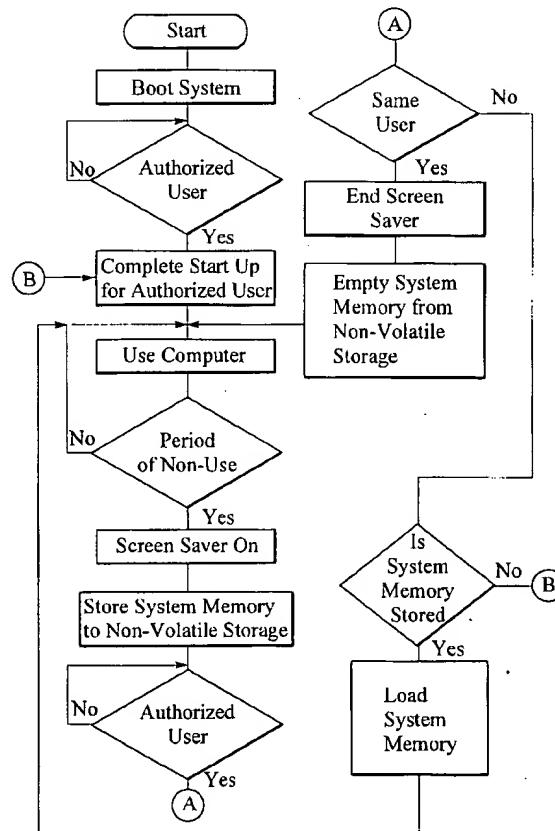 Start
Boot System
No
Authorized
User
Yes
B
Complete Start Up
for Authorized User
Use Computer
No
Period
of Non-Use
Yes
Screen Saver On
Store System Memory
to Non-Volatile Storage
No
Authorized
User
Yes
A
A
Same
User
No
Yes
End Screen
Saver
Empty System
Memory from
Non-Volatile
Storage
Is
System
Memory
Stored
No
B
Yes
Load
System
Memory